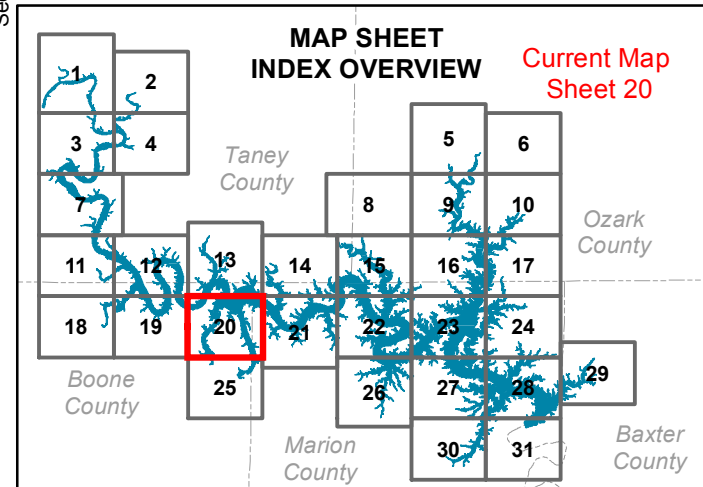 MAP SHEET
INDEX OVERVIEW
Current Map
Sheet 20
1
2
3
4
5
6
Taney
County
7
8
9
10
Ozark
County
11
12
13
14
15
16
17
18
19
20
21
22
23
24
Boone
County
25
26
27
28
29
Marion
County
30
31
Baxter
County